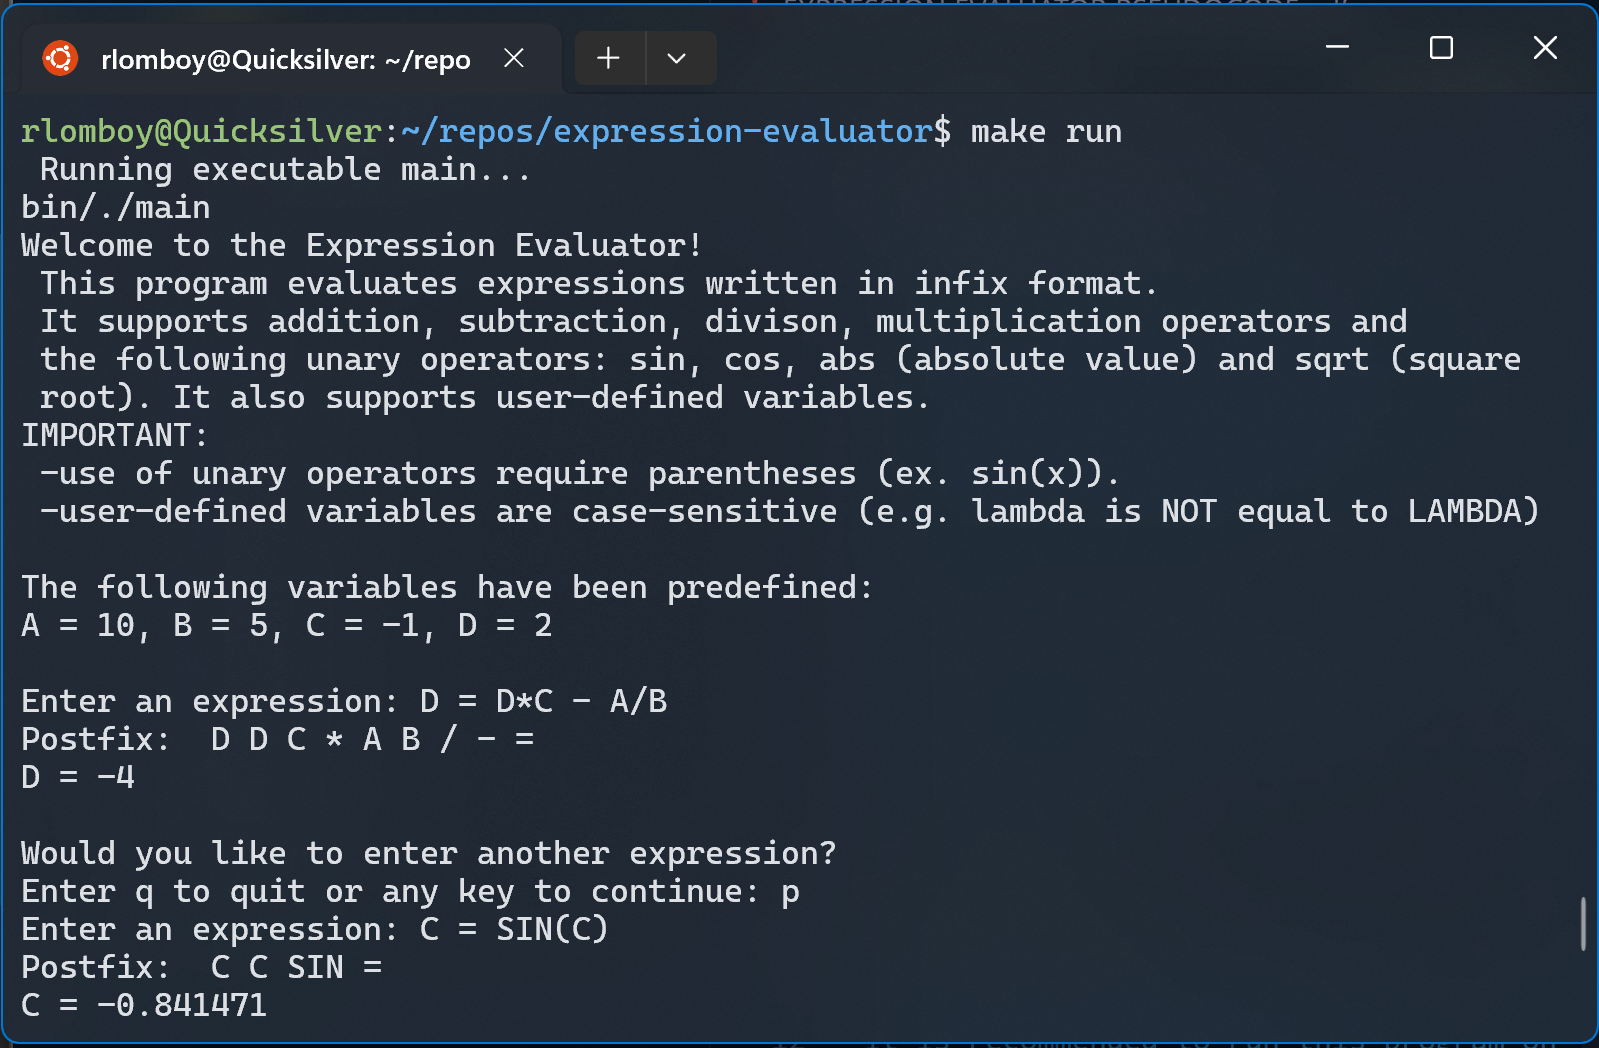 rlomboy@Quicksilver: ~/repo
rlomboy@Quicksilver:~/repos/expression-evaluator$ make run
Running executable main...
bin/./main
Welcome to the Expression Evaluator!
This program evaluates expressions written in infix format.
It supports addition, subtraction, divison, multiplication operators and
the following unary operators: sin, cos, abs (absolute value) and sqrt (square
root). It also supports user-defined variables.
IMPORTANT:
-use of unary operators require parentheses (ex. sin(x)).
-user-defined variables are case-sensitive (e.g. lambda is NOT equal to LAMBDA)
The following variables have been predefined:
A = 10, B = 5, C = -1, D = 2
Enter an expression: D = D*C - A/B
Postfix:  D D C * A B / - =
D = -4
Would you like to enter another expression?
Enter q to quit or any key to continue: p
Enter an expression: C = SIN(C)
Postfix:  C C SIN =
C = -0.841471